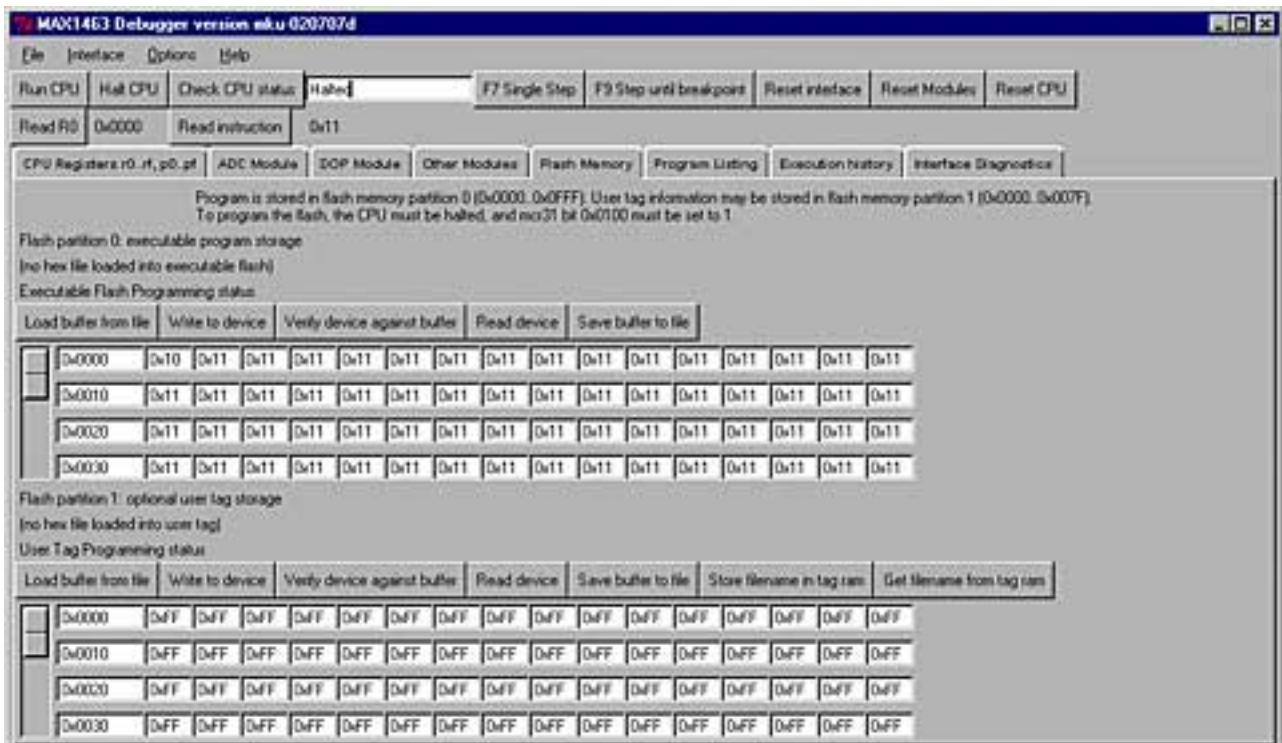 MAX1463 Debugger version mku 020707d
File Interface Options Help
Run CPU Halt CPU Check CPU status Halted F7 Single Step F9 Step until breakpoint Reset interface Reset Modules Reset CPU
Read R0 0x0000 Read instruction 0x11
CPU Registers r0..rf, p0..pf ADC Module DOP Module Other Modules Flash Memory Program Listing Execution history Interface Diagnostics
Program is stored in flash memory partition 0 (0x0000..0x0FFF). User tag information may be stored in flash memory partition 1 (0x0000..0x007F).
To program the flash, the CPU must be halted, and mcr31 bit 0x0100 must be set to 1
Flash partition 0: executable program storage
(no hex file loaded into executable flash)
Executable Flash Programming status
Load buffer from file Write to device Verify device against buffer Read device Save buffer to file
0x0000 0x10 0x11 0x11 0x11 0x11 0x11 0x11 0x11 0x11 0x11 0x11 0x11 0x11 0x11 0x11 0x11
0x0010 0x11 0x11 0x11 0x11 0x11 0x11 0x11 0x11 0x11 0x11 0x11 0x11 0x11 0x11 0x11 0x11
0x0020 0x11 0x11 0x11 0x11 0x11 0x11 0x11 0x11 0x11 0x11 0x11 0x11 0x11 0x11 0x11 0x11
0x0030 0x11 0x11 0x11 0x11 0x11 0x11 0x11 0x11 0x11 0x11 0x11 0x11 0x11 0x11 0x11 0x11
Flash partition 1: optional user tag storage
(no hex file loaded into user tag)
User Tag Programming status
Load buffer from file Write to device Verify device against buffer Read device Save buffer to file Store filename in tag ram Get filename from tag ram
0x0000 0xFF 0xFF 0xFF 0xFF 0xFF 0xFF 0xFF 0xFF 0xFF 0xFF 0xFF 0xFF 0xFF 0xFF 0xFF 0xFF
0x0010 0xFF 0xFF 0xFF 0xFF 0xFF 0xFF 0xFF 0xFF 0xFF 0xFF 0xFF 0xFF 0xFF 0xFF 0xFF 0xFF
0x0020 0xFF 0xFF 0xFF 0xFF 0xFF 0xFF 0xFF 0xFF 0xFF 0xFF 0xFF 0xFF 0xFF 0xFF 0xFF 0xFF
0x0030 0xFF 0xFF 0xFF 0xFF 0xFF 0xFF 0xFF 0xFF 0xFF 0xFF 0xFF 0xFF 0xFF 0xFF 0xFF 0xFF